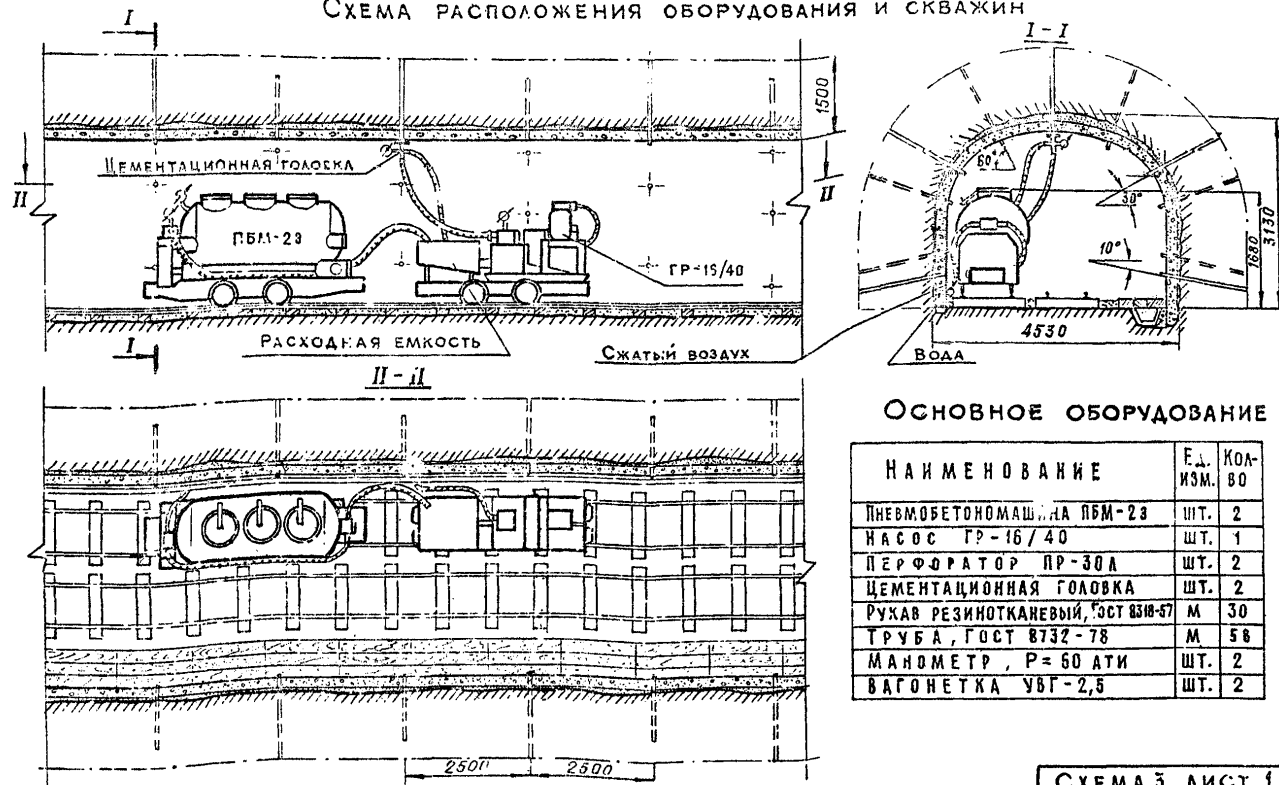 Схема расположения оборудования и скважин
I
I-I
1500
Цементационная головка
II
II
60°
30°
10°
ПБМ-2э
ГР-16/40
1680
3130
I
Расходная емкость
Сжатый воздух
Вода
4530
II-II
Основное оборудование
Наименование Ед. изм. Кол-во
Пневмобетономашина ПБМ-2э шт. 2
Насос ГР-16/40 шт. 1
Перфоратор ПР-30Л шт. 2
Цементационная головка шт. 2
Рукав резинотканевый, ГОСТ 8318-57 м 30
Труба, ГОСТ 8732-78 м 58
Манометр, Р=60 ати шт. 2
Вагонетка УВГ-2,5 шт. 2
2500 2500
Схема 3 лист 1